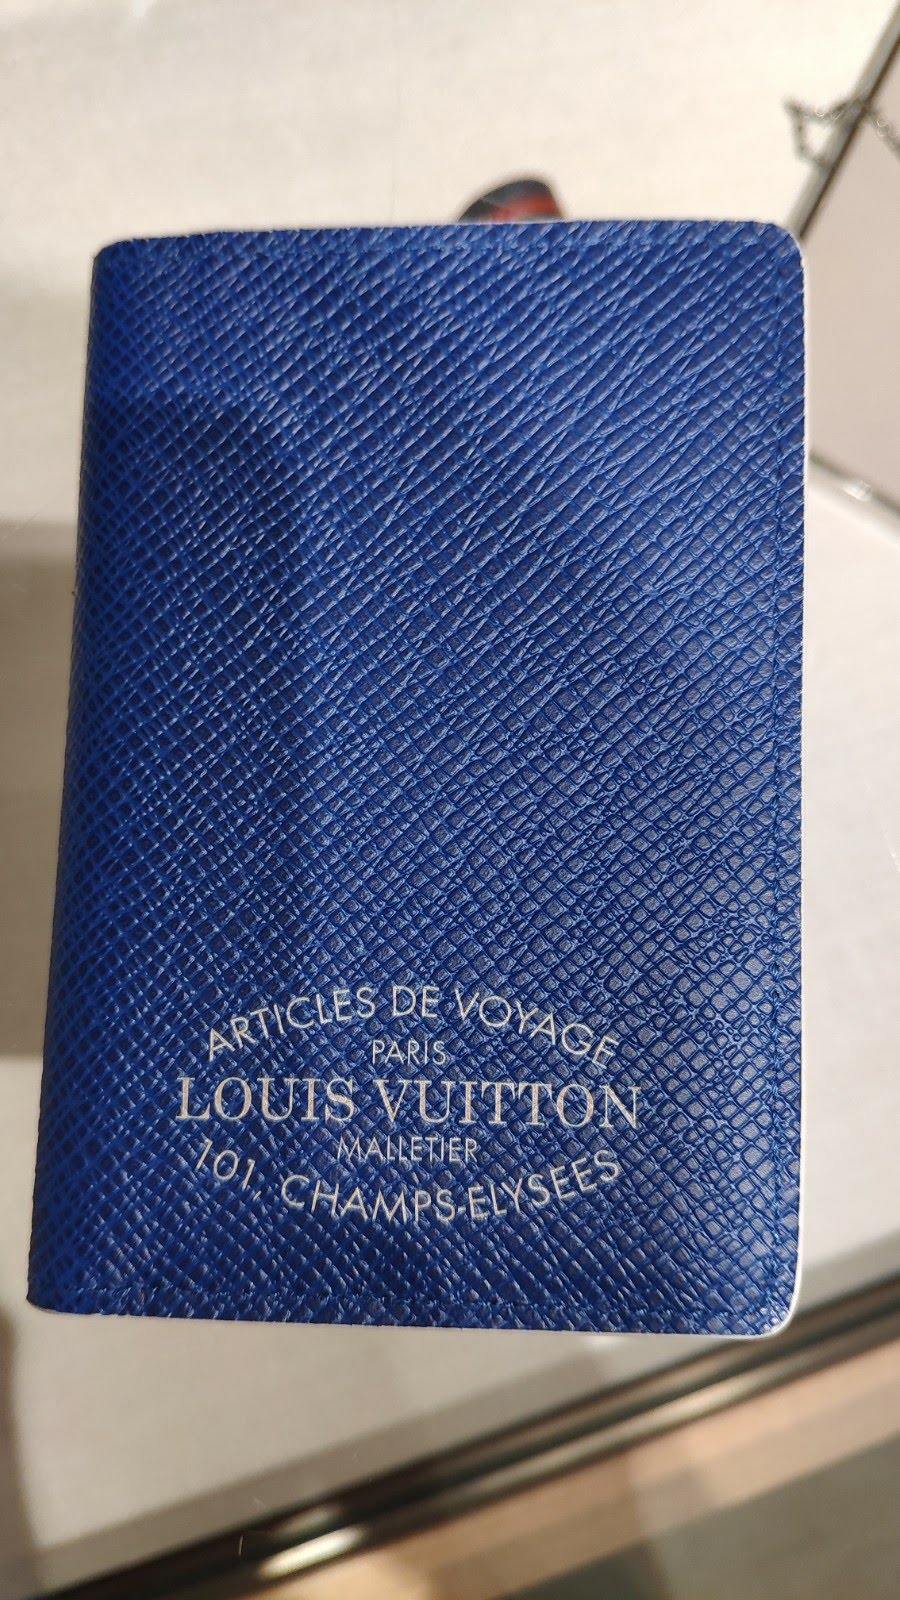 ARTICLES DE VOYAGE
PARIS
LOUIS VUITTON
MALLETIER
101, CHAMPS-ELYSEES